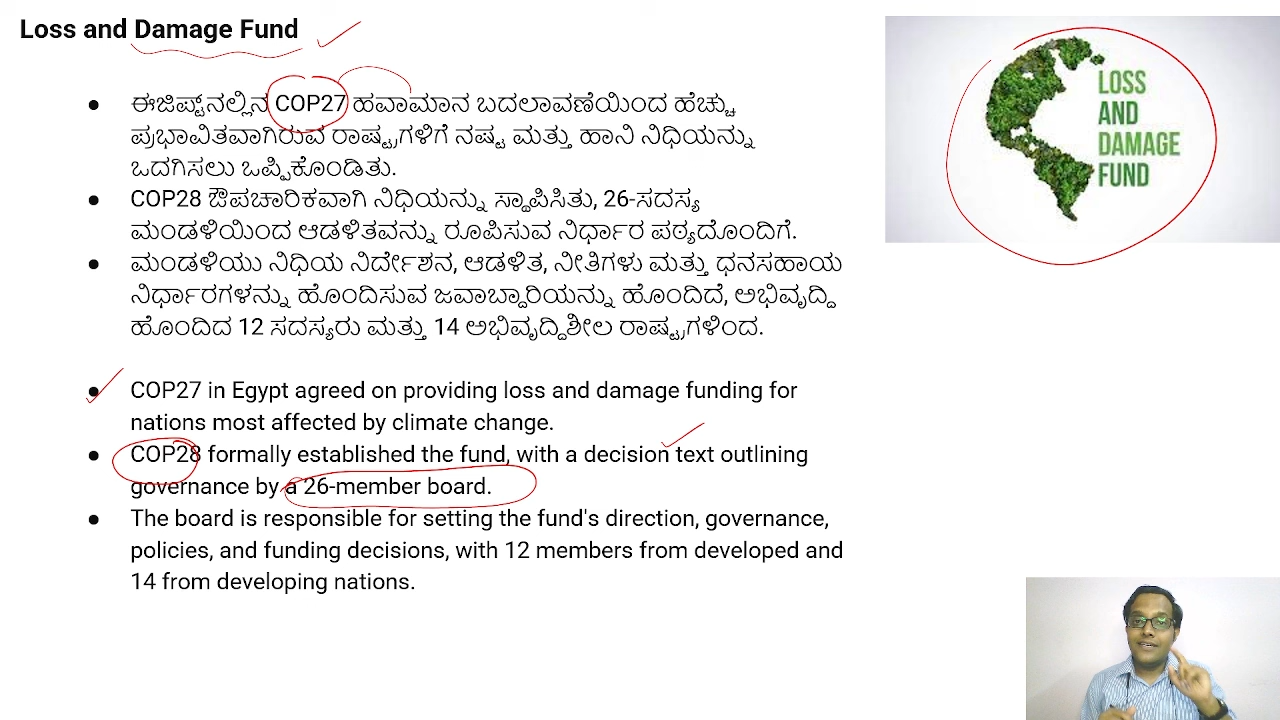 Loss and Damage Fund
● ಈಜಿಪ್ಟ್‌ನಲ್ಲಿನ COP27 ಹವಾಮಾನ ಬದಲಾವಣೆಯಿಂದ ಹೆಚ್ಚು
ಪ್ರಭಾವಿತವಾಗಿರುವ ರಾಷ್ಟ್ರಗಳಿಗೆ ನಷ್ಟ ಮತ್ತು ಹಾನಿ ನಿಧಿಯನ್ನು
ಒದಗಿಸಲು ಒಪ್ಪಿಕೊಂಡಿತು.
● COP28 ಔಪಚಾರಿಕವಾಗಿ ನಿಧಿಯನ್ನು ಸ್ಥಾಪಿಸಿತು, 26-ಸದಸ್ಯ
ಮಂಡಳಿಯಿಂದ ಆಡಳಿತವನ್ನು ರೂಪಿಸುವ ನಿರ್ಧಾರ ಪಠ್ಯದೊಂದಿಗೆ.
● ಮಂಡಳಿಯು ನಿಧಿಯ ನಿರ್ದೇಶನ, ಆಡಳಿತ, ನೀತಿಗಳು ಮತ್ತು ಧನಸಹಾಯ
ನಿರ್ಧಾರಗಳನ್ನು ಹೊಂದಿಸುವ ಜವಾಬ್ದಾರಿಯನ್ನು ಹೊಂದಿದೆ, ಅಭಿವೃದ್ಧಿ
ಹೊಂದಿದ 12 ಸದಸ್ಯರು ಮತ್ತು 14 ಅಭಿವೃದ್ಧಿಶೀಲ ರಾಷ್ಟ್ರಗಳಿಂದ.
● COP27 in Egypt agreed on providing loss and damage funding for
nations most affected by climate change.
● COP28 formally established the fund, with a decision text outlining
governance by a 26-member board.
● The board is responsible for setting the fund's direction, governance,
policies, and funding decisions, with 12 members from developed and
14 from developing nations.
LOSS
AND
DAMAGE
FUND